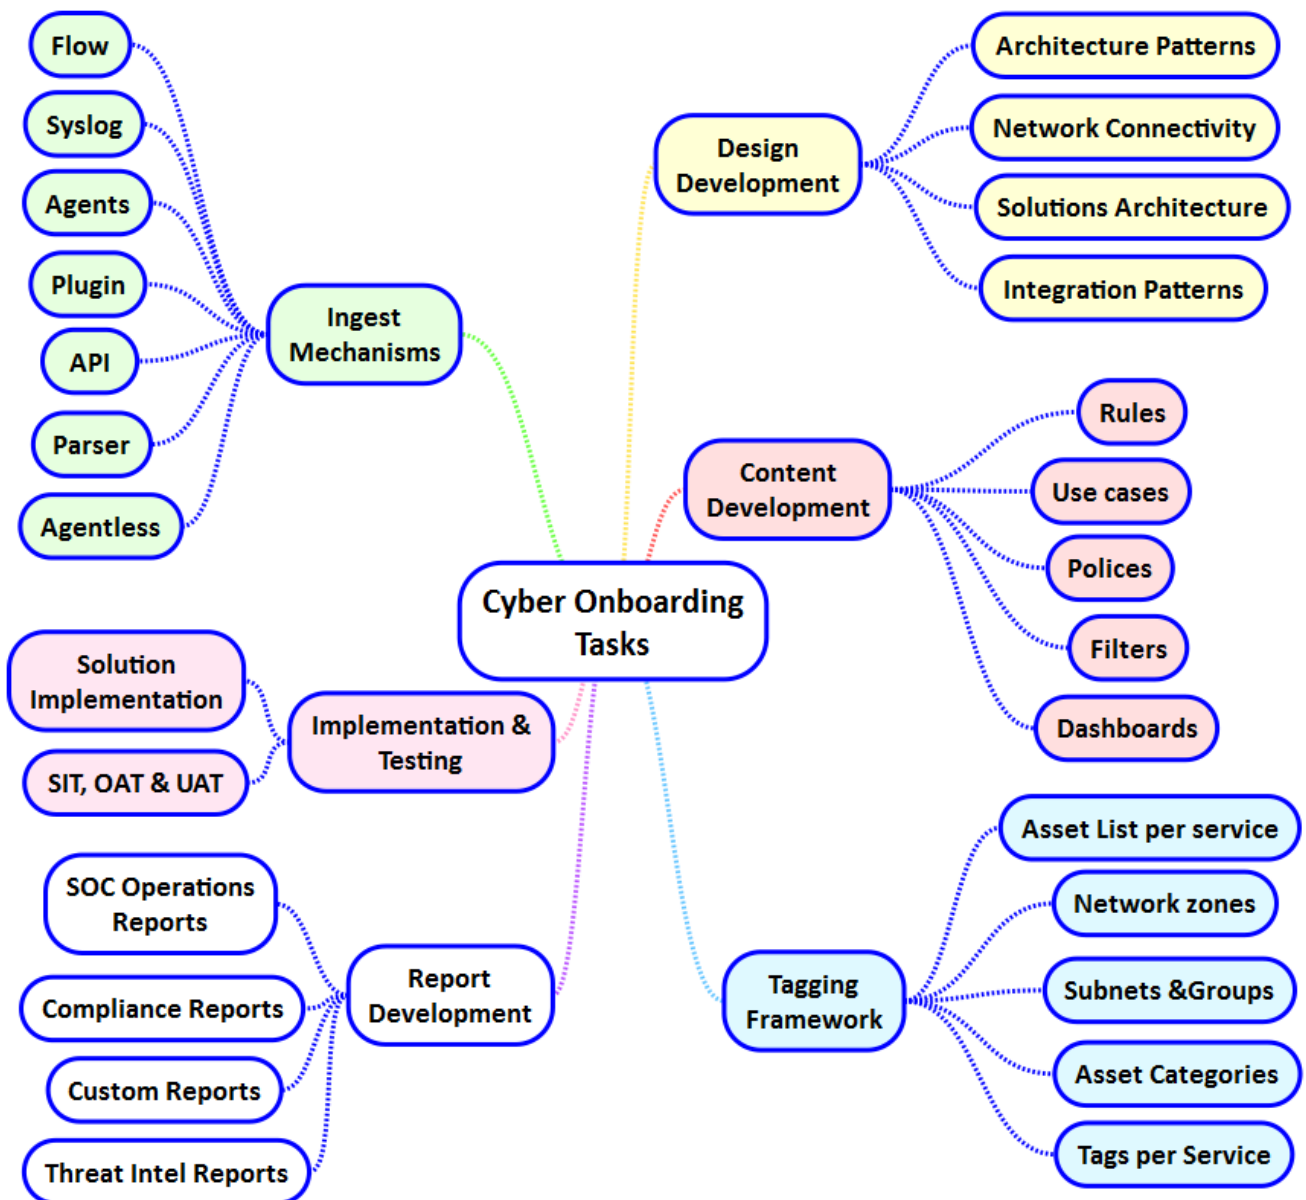 Cyber Onboarding
Tasks
Ingest
Mechanisms
Flow
Syslog
Agents
Plugin
API
Parser
Agentless
Design
Development
Architecture Patterns
Network Connectivity
Solutions Architecture
Integration Patterns
Content
Development
Rules
Use cases
Polices
Filters
Dashboards
Implementation &
Testing
Solution
Implementation
SIT, OAT & UAT
Report
Development
SOC Operations
Reports
Compliance Reports
Custom Reports
Threat Intel Reports
Tagging
Framework
Asset List per service
Network zones
Subnets &Groups
Asset Categories
Tags per Service